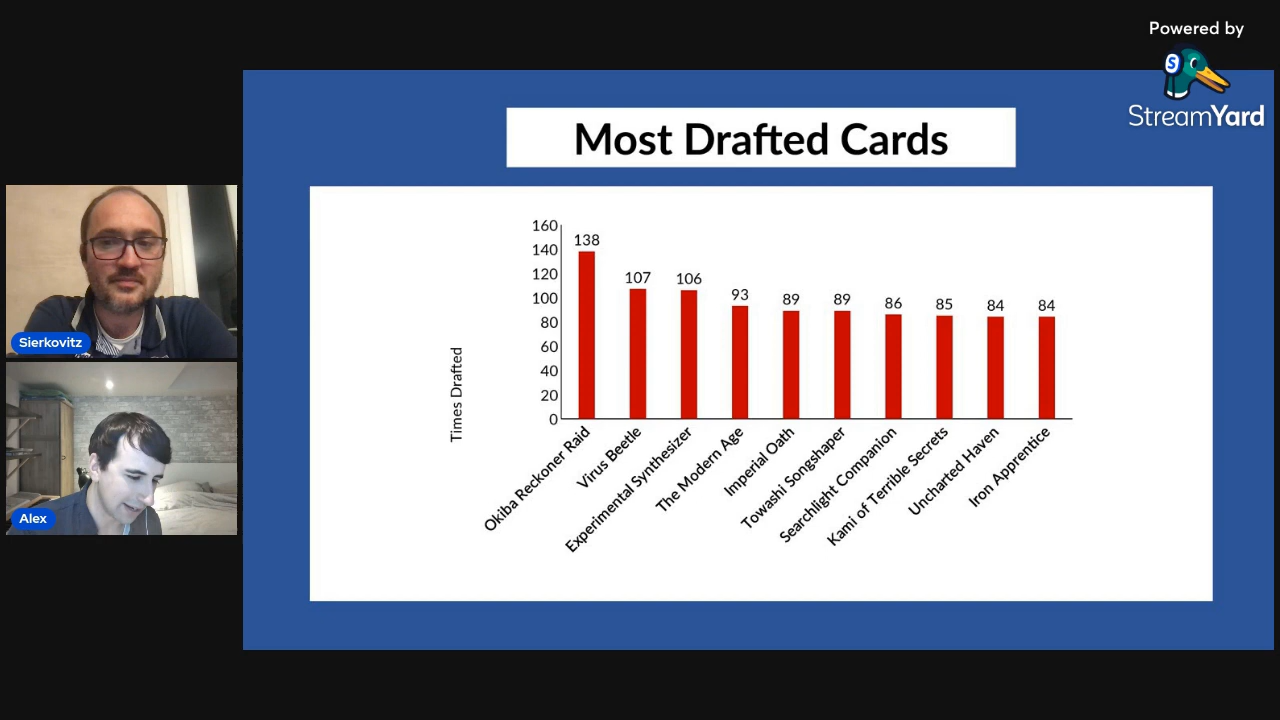 Powered by
S
StreamYard
Most Drafted Cards
160
140
120
100
80
60
40
20
0
138
107
106
93
89
89
86
85
84
84
Times Drafted
Okiba Reckoner Raid
Virus Beetle
Experimental Synthesizer
The Modern Age
Imperial Oath
Towashi Songshaper
Searchlight Companion
Kami of Terrible Secrets
Uncharted Haven
Iron Apprentice
Sierkovitz
Alex